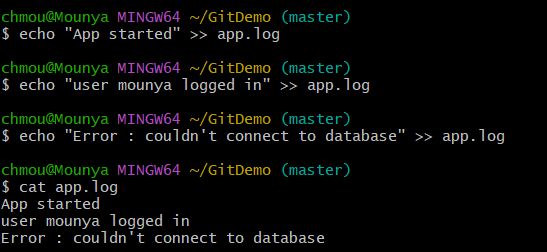 chmou@Mounya MINGW64 ~/GitDemo (master)
$ echo "App started" >> app.log
chmou@Mounya MINGW64 ~/GitDemo (master)
$ echo "user mounya logged in" >> app.log
chmou@Mounya MINGW64 ~/GitDemo (master)
$ echo "Error : couldn't connect to database" >> app.log
chmou@Mounya MINGW64 ~/GitDemo (master)
$ cat app.log
App started
user mounya logged in
Error : couldn't connect to database